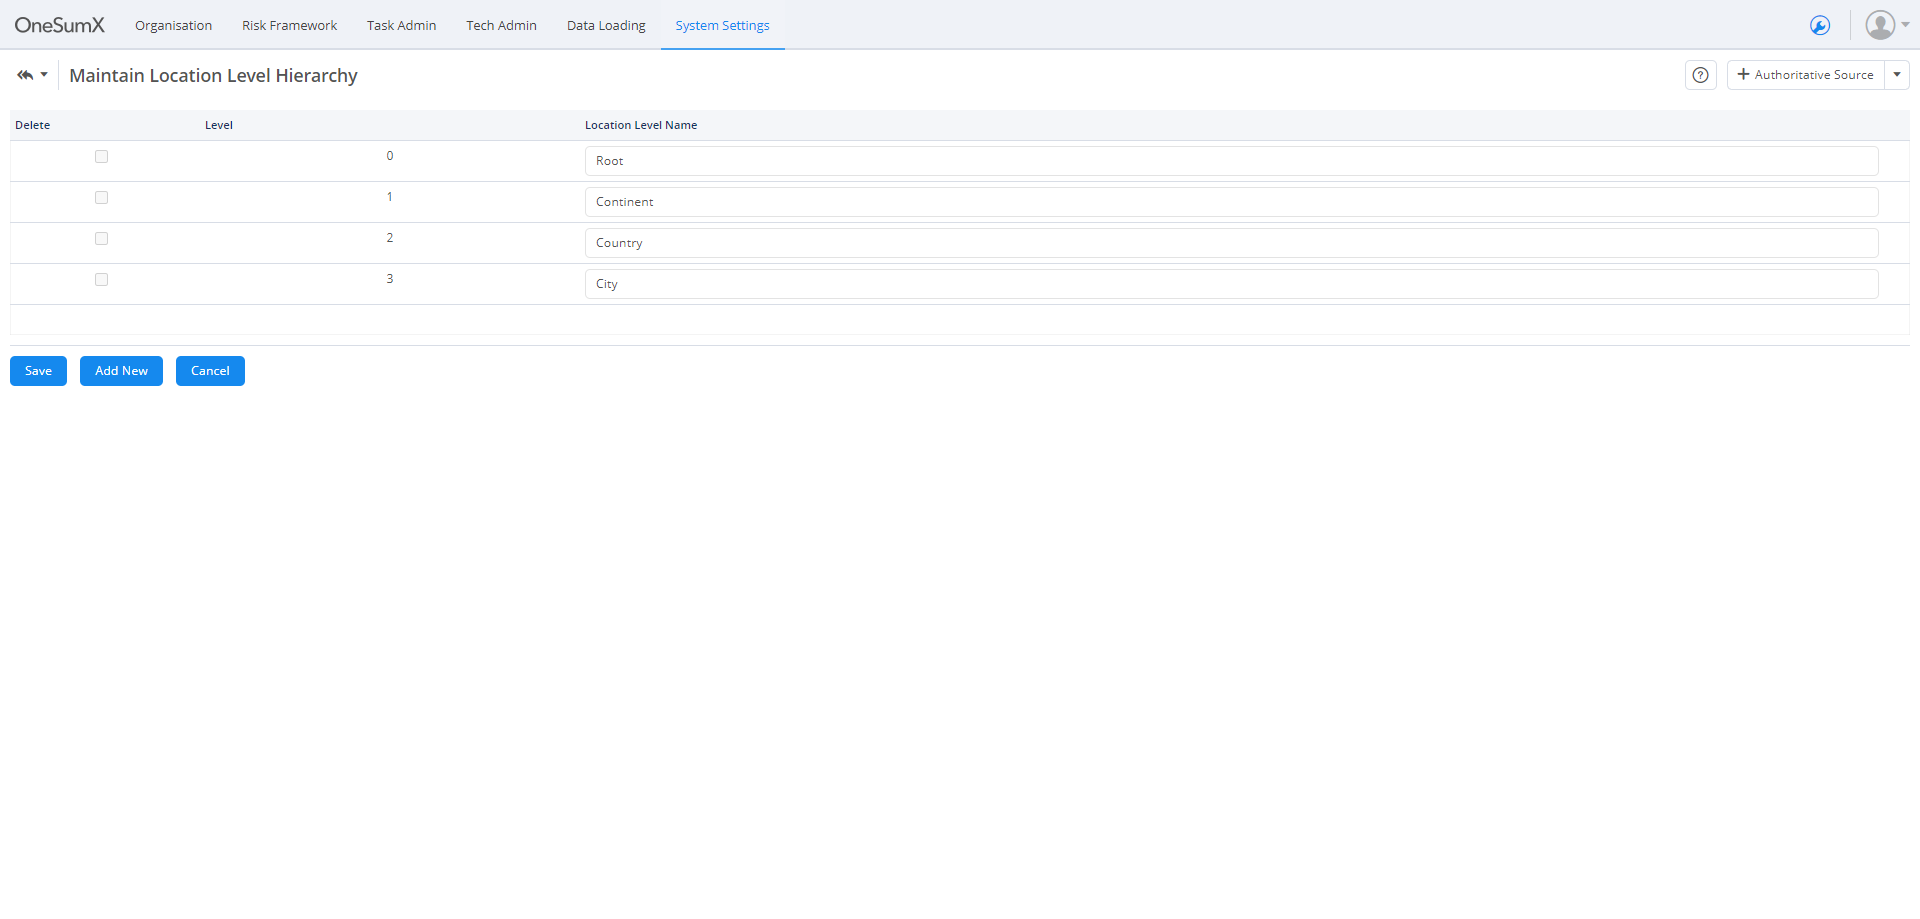 OneSumX Organisation Risk Framework Task Admin Tech Admin Data Loading System Settings
Maintain Location Level Hierarchy Authoritative Source
Delete Level Location Level Name
0 Root
1 Continent
2 Country
3 City
Save Add New Cancel